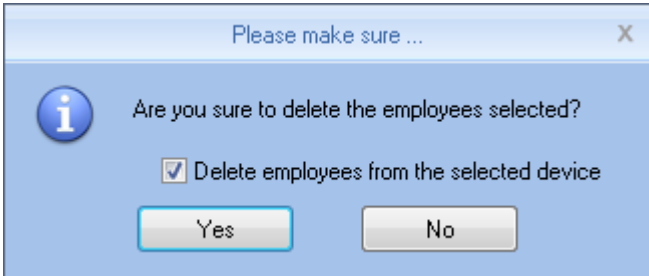 Please make sure ...
X
Are you sure to delete the employees selected?
Delete employees from the selected device
Yes
No